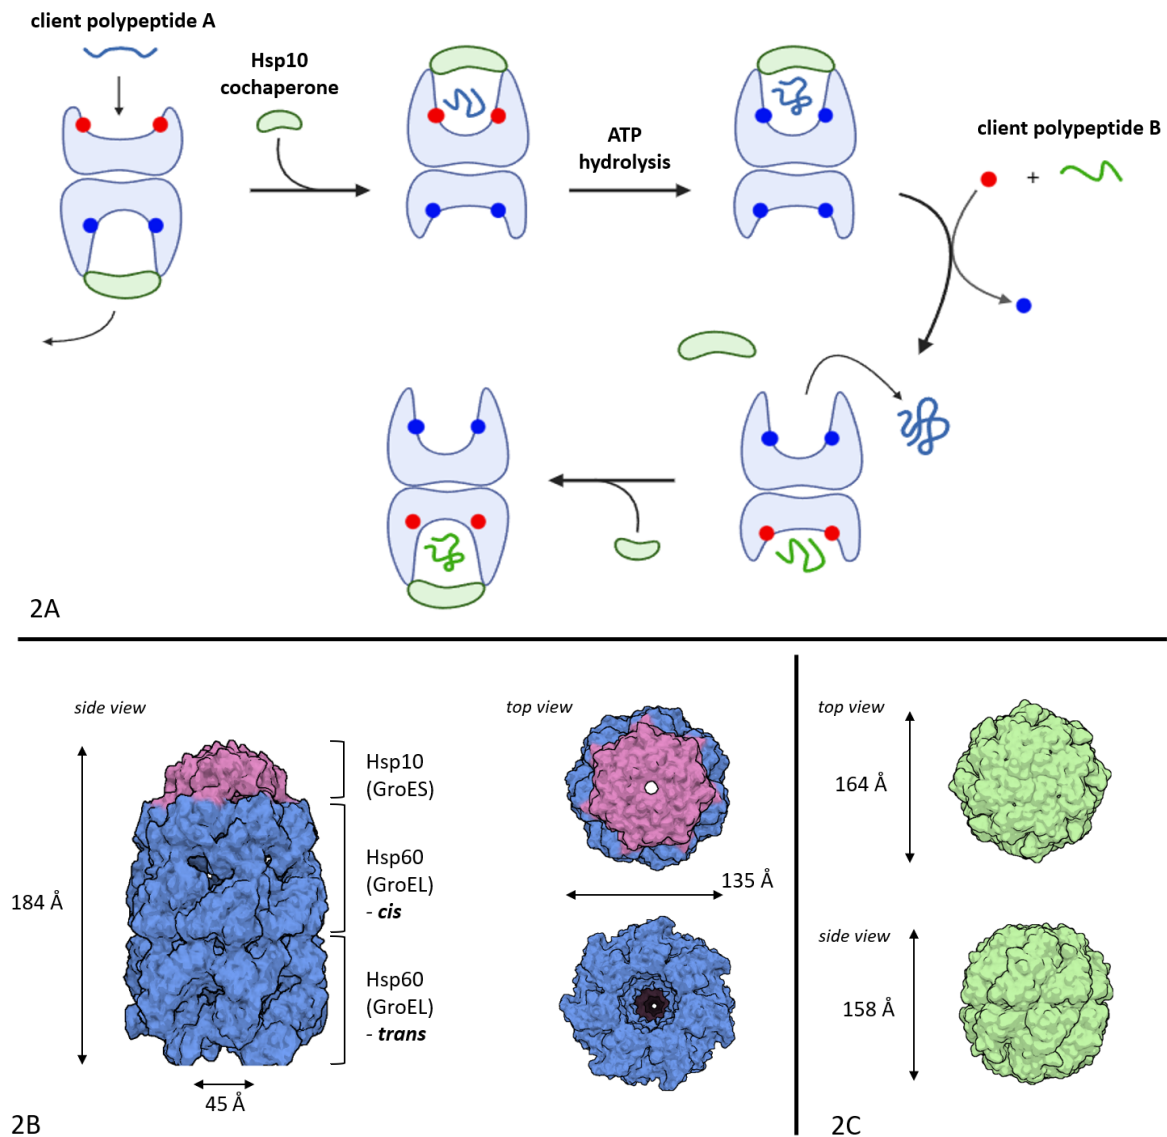 client polypeptide A
Hsp10
cochaperone
ATP
hydrolysis
client polypeptide B
+
2A
side view
184 Å
45 Å
Hsp10
(GroES)
Hsp60
(GroEL)
- cis
Hsp60
(GroEL)
- trans
top view
135 Å
2B
top view
164 Å
side view
158 Å
2C